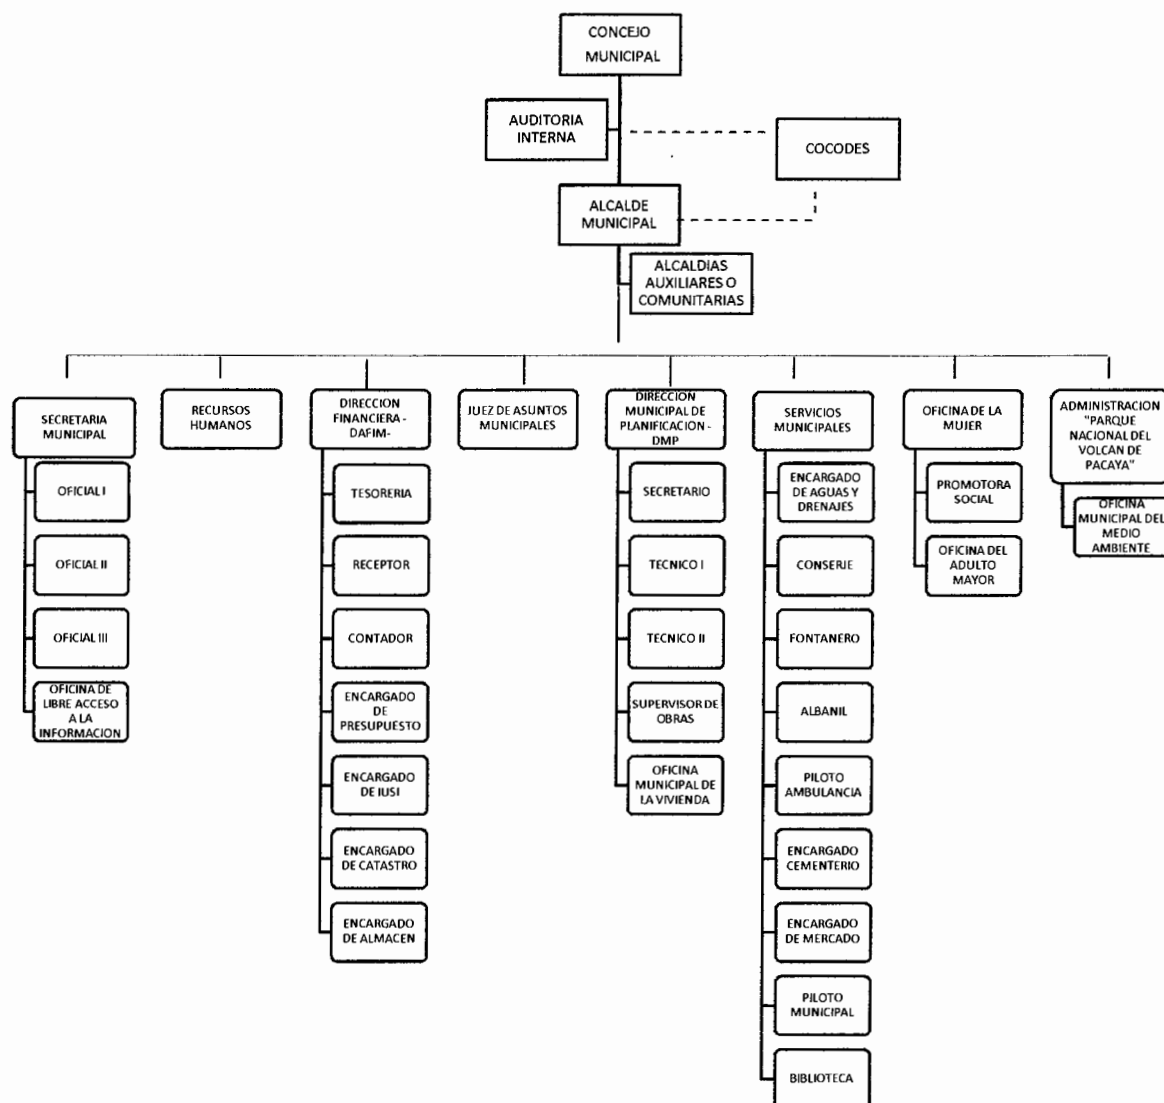 CONCEJO
MUNICIPAL
AUDITORIA
INTERNA
COCODES
ALCALDE
MUNICIPAL
ALCALDIAS
AUXILIARES O
COMUNITARIAS
SECRETARIA
MUNICIPAL
OFICIAL I
OFICIAL II
OFICIAL III
OFICINA DE
LIBRE ACCESO
A LA
INFORMACION
RECURSOS
HUMANOS
DIRECCION
FINANCIERA -
DAFIM-
TESORERIA
RECEPTOR
CONTADOR
ENCARGADO
DE
PRESUPUESTO
ENCARGADO
DE IUSI
ENCARGADO
DE CATASTRO
ENCARGADO
DE ALMACEN
JUEZ DE ASUNTOS
MUNICIPALES
DIRECCION
MUNICIPAL DE
PLANIFICACION -
DMP
SECRETARIO
TECNICO I
TECNICO II
SUPERVISOR DE
OBRAS
OFICINA
MUNICIPAL DE
LA VIVIENDA
SERVICIOS
MUNICIPALES
ENCARGADO
DE AGUAS Y
DRENAJES
CONSERJE
FONTANERO
ALBANIL
PILOTO
AMBULANCIA
ENCARGADO
CEMENTERIO
ENCARGADO
DE MERCADO
PILOTO
MUNICIPAL
BIBLIOTECA
OFICINA DE LA
MUJER
PROMOTORA
SOCIAL
OFICINA DEL
ADULTO
MAYOR
ADMINISTRACION
"PARQUE
NACIONAL DEL
VOLCAN DE
PACAYA"
OFICINA
MUNICIPAL DEL
MEDIO
AMBIENTE